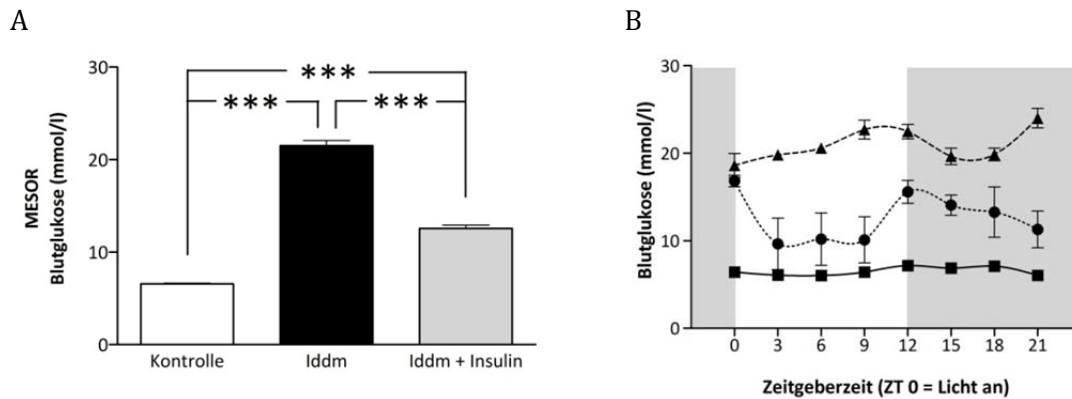 A
MESOR
Blutglukose (mmol/l)
30
20
10
0
***
***
***
Kontrolle
Iddm
Iddm + Insulin
B
Blutglukose (mmol/l)
30
20
10
0
0 3 6 9 12 15 18 21
Zeitgeberzeit (ZT 0 = Licht an)